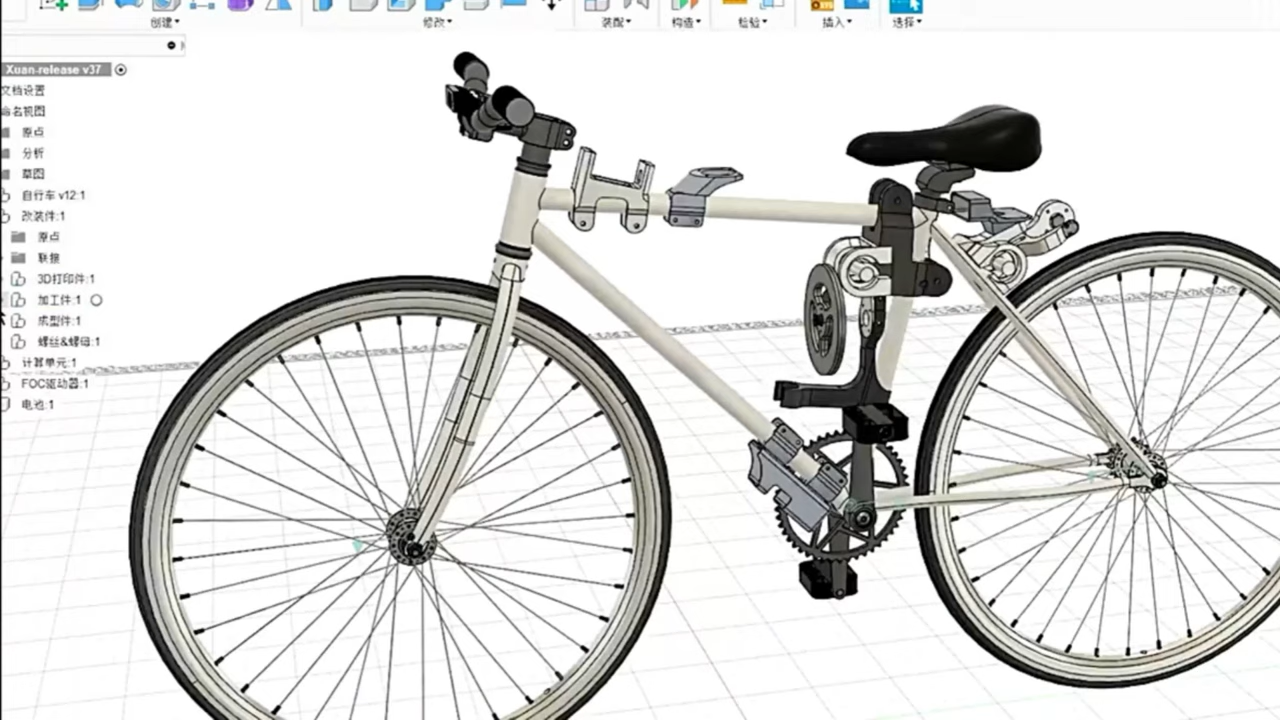 创建▾ 修改▾ 装配▾ 构造▾ 检验▾ 插入▾ 选择▾
Xuan-release v37
文档设置
命名视图
原点
分析
草图
自行车 v12:1
改装件:1
原点
联接
3D打印件:1
加工件:1
成型件:1
螺丝&螺母:1
计算单元:1
FOC驱动器:1
电池:1